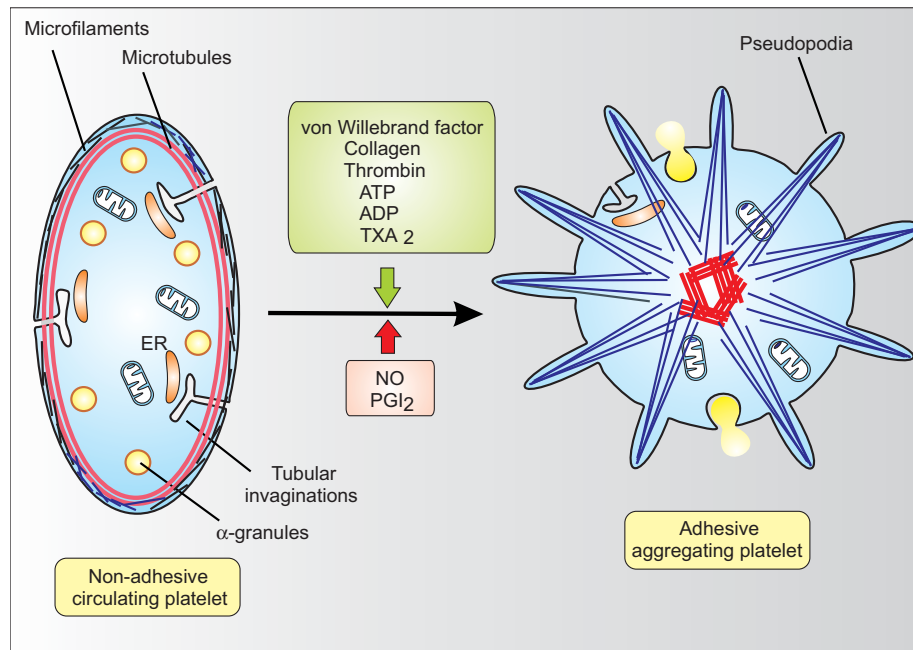 Microfilaments
Microtubules
Pseudopodia
von Willebrand factor
Collagen
Thrombin
ATP
ADP
TXA 2
ER
NO
PGI2
Tubular
invaginations
α-granules
Non-adhesive
circulating platelet
Adhesive
aggregating platelet